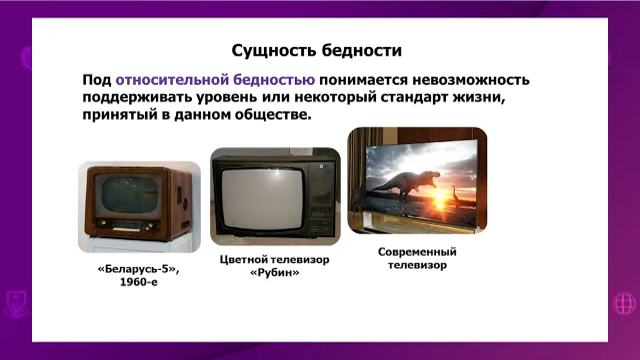 Сущность бедности
Под относительной бедностью понимается невозможность
поддерживать уровень или некоторый стандарт жизни,
принятый в данном обществе.
«Беларусь-5»,
1960-е
Цветной телевизор
«Рубин»
Современный
телевизор